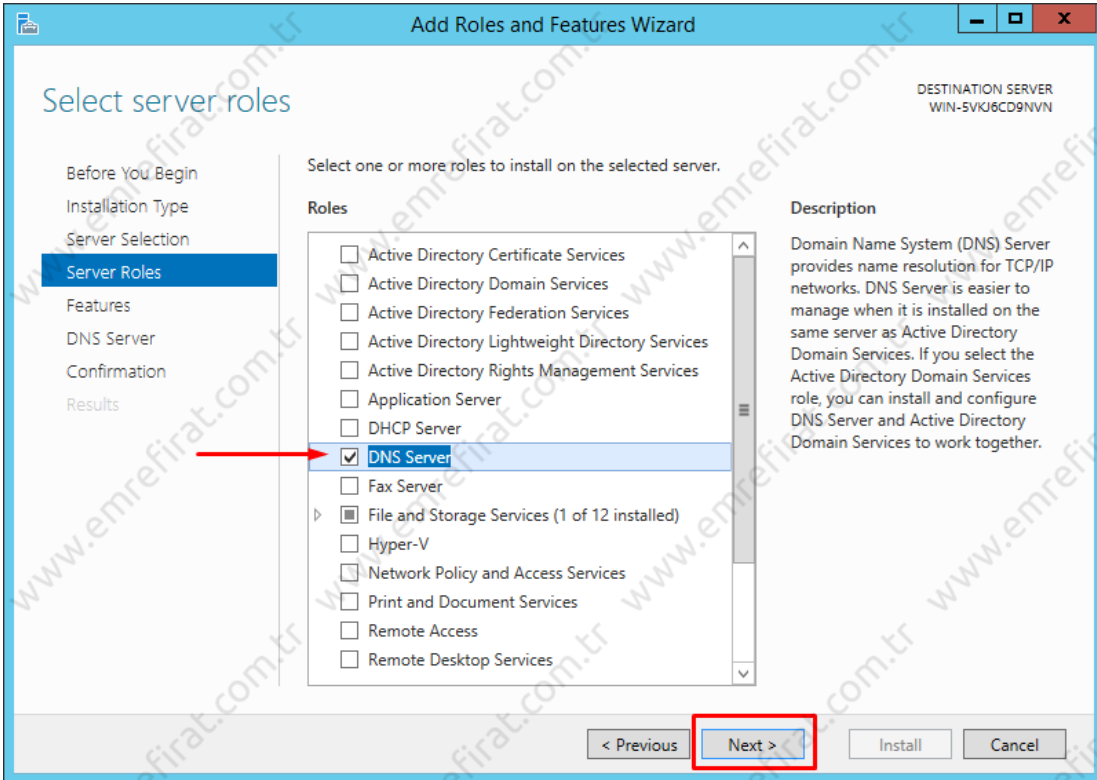 Add Roles and Features Wizard
Select server roles
DESTINATION SERVER
WIN-5VKJ6CD9NVN
Before You Begin
Installation Type
Server Selection
Server Roles
Features
DNS Server
Confirmation
Results
Select one or more roles to install on the selected server.
Roles
Active Directory Certificate Services
Active Directory Domain Services
Active Directory Federation Services
Active Directory Lightweight Directory Services
Active Directory Rights Management Services
Application Server
DHCP Server
DNS Server
Fax Server
File and Storage Services (1 of 12 installed)
Hyper-V
Network Policy and Access Services
Print and Document Services
Remote Access
Remote Desktop Services
Description
Domain Name System (DNS) Server
provides name resolution for TCP/IP
networks. DNS Server is easier to
manage when it is installed on the
same server as Active Directory
Domain Services. If you select the
Active Directory Domain Services
role, you can install and configure
DNS Server and Active Directory
Domain Services to work together.
< Previous
Next >
Install
Cancel
www.emrefirat.com.tr